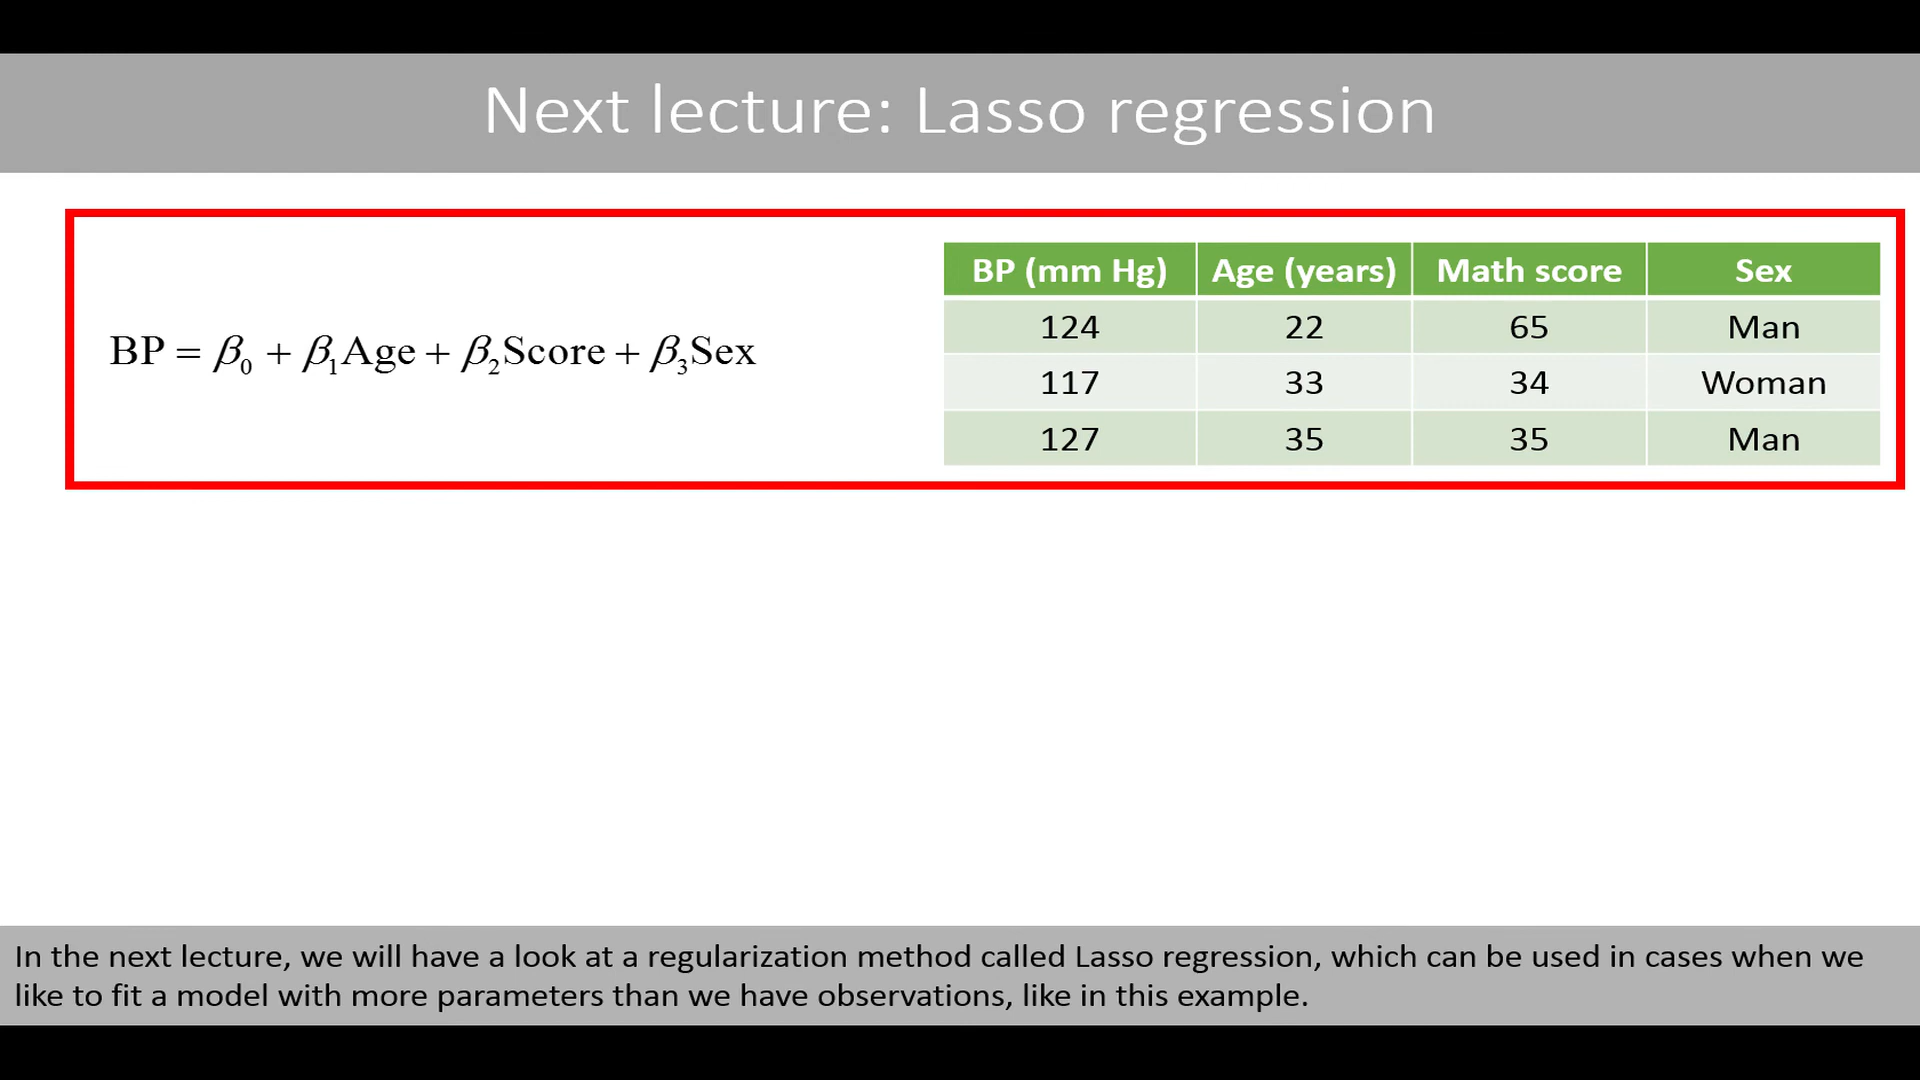 Next lecture: Lasso regression
BP = β₀ + β₁Age + β₂Score + β₃Sex
BP (mm Hg) Age (years) Math score Sex
124 22 65 Man
117 33 34 Woman
127 35 35 Man
In the next lecture, we will have a look at a regularization method called Lasso regression, which can be used in cases when we
like to fit a model with more parameters than we have observations, like in this example.